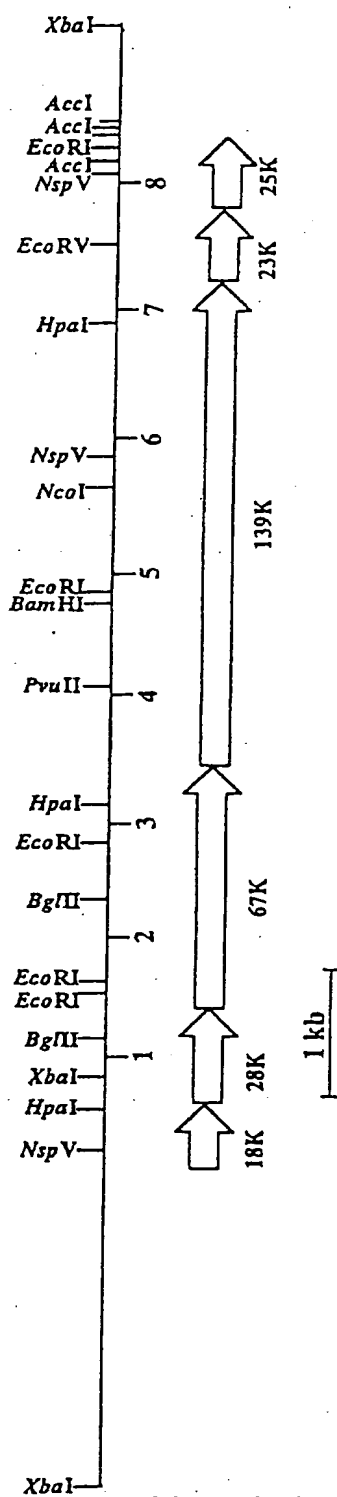 XbaI
AccI
AccI
EcoRI
AccI
NspV
EcoRV
HpaI
NspV
NcoI
EcoRI
BamHI
PvuII
HpaI
EcoRI
BglII
EcoRI
EcoRI
BglII
XbaI
HpaI
NspV
XbaI
8
7
6
5
4
3
2
1
25K
23K
139K
67K
28K
18K
1 kb